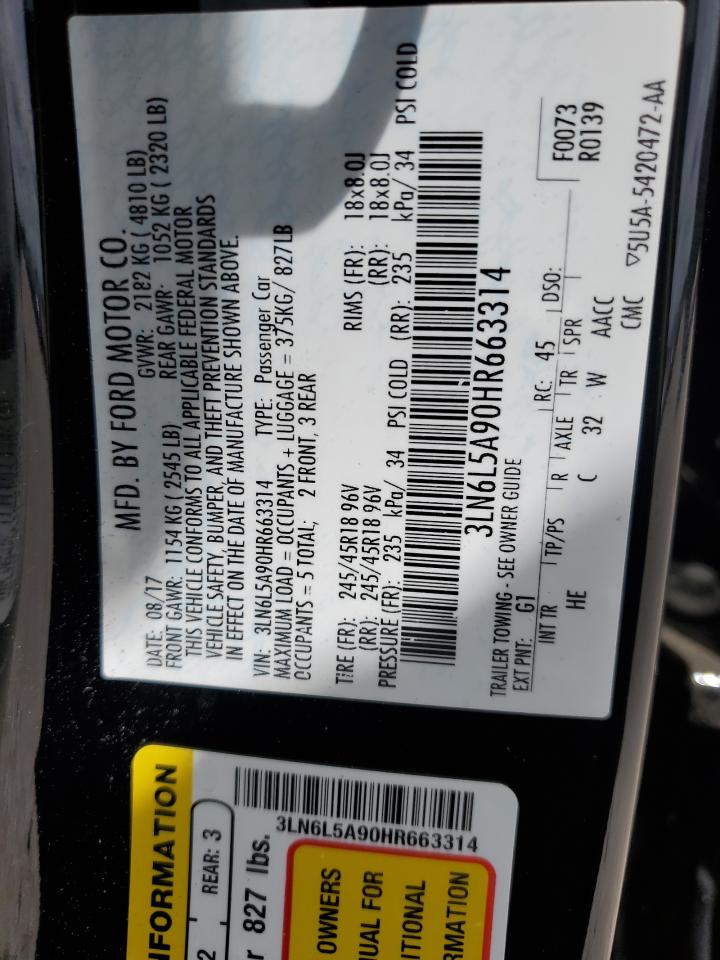 MFD. BY FORD MOTOR CO.
DATE: 08/17 GVWR: 2182 KG ( 4810 LB)
FRONT GAWR: 1154 KG ( 2545 LB) REAR GAWR: 1052 KG ( 2320 LB)
THIS VEHICLE CONFORMS TO ALL APPLICABLE FEDERAL MOTOR
VEHICLE SAFETY, BUMPER, AND THEFT PREVENTION STANDARDS
IN EFFECT ON THE DATE OF MANUFACTURE SHOWN ABOVE.
VIN: 3LN6L5A90HR663314 TYPE: Passenger Car
MAXIMUM LOAD = OCCUPANTS + LUGGAGE = 375KG/ 827LB
OCCUPANTS = 5 TOTAL; 2 FRONT, 3 REAR
TIRE (FR): 245/45R18 96V RIMS (FR): 18x8.0J
(RR): 245/45R18 96V (RR): 18x8.0J
PRESSURE (FR): 235 kPa/ 34 PSI COLD (RR): 235 kPa/ 34 PSI COLD
3LN6L5A90HR663314
TRAILER TOWING - SEE OWNER GUIDE
EXT PNT: G1 RC: 45 DSO: F0073
R0139
INT TR TP/PS R AXLE TR SPR
HE C 32 W AACC
CMC ▽5U5A-5420472-AA
NFORMATION
2 REAR: 3
r 827 lbs.
3LN6L5A90HR663314
OWNERS
UAL FOR
ITIONAL
RMATION